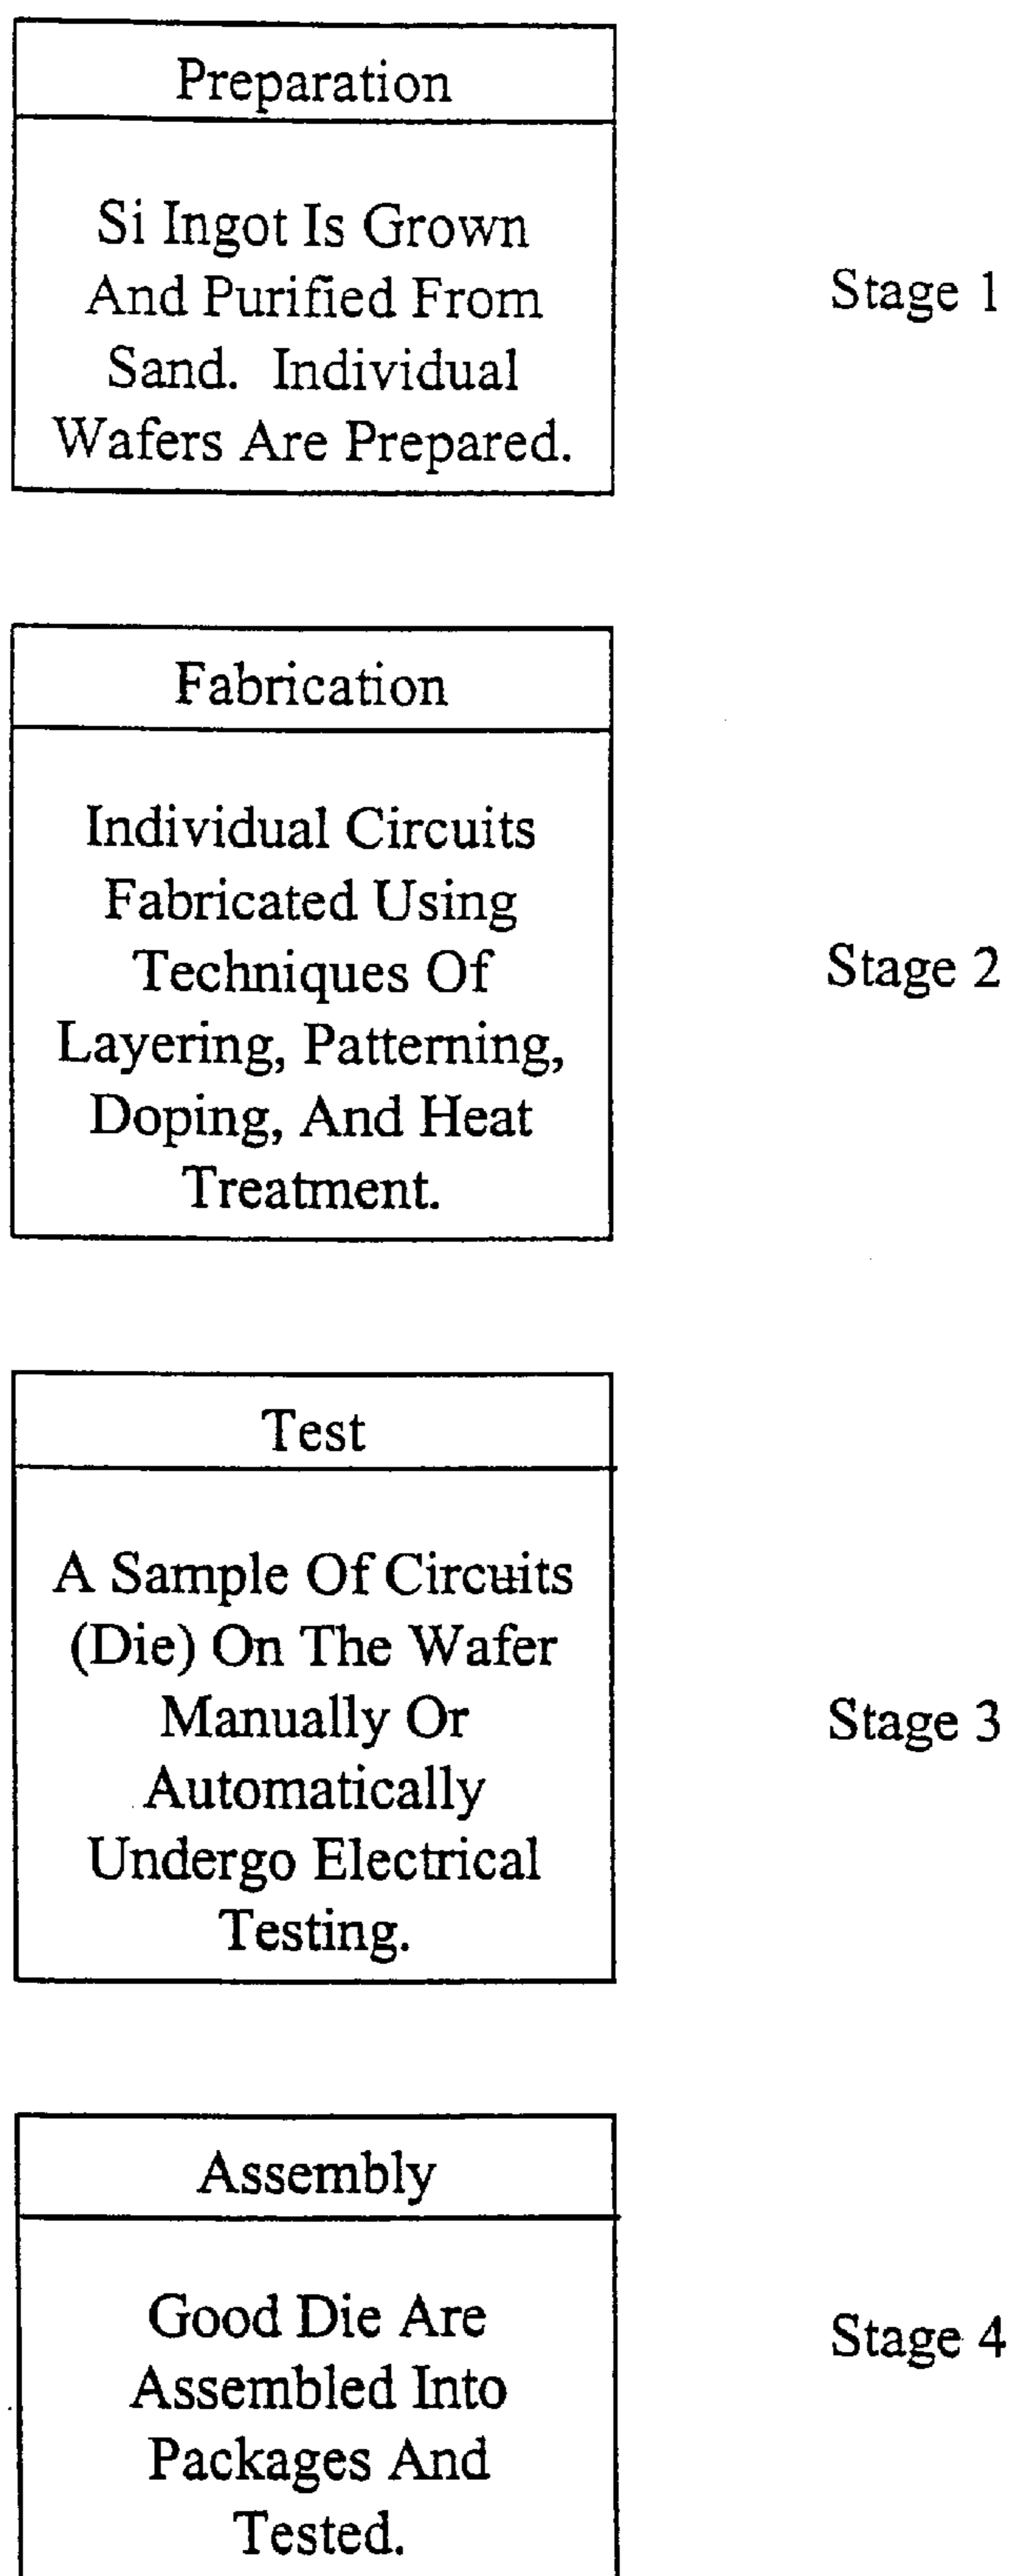 Preparation
Si Ingot Is Grown
And Purified From
Sand. Individual
Wafers Are Prepared.
Stage 1
Fabrication
Individual Circuits
Fabricated Using
Techniques Of
Layering, Patterning,
Doping, And Heat
Treatment.
Stage 2
Test
A Sample Of Circuits
(Die) On The Wafer
Manually Or
Automatically
Undergo Electrical
Testing.
Stage 3
Assembly
Good Die Are
Assembled Into
Packages And
Tested.
Stage 4